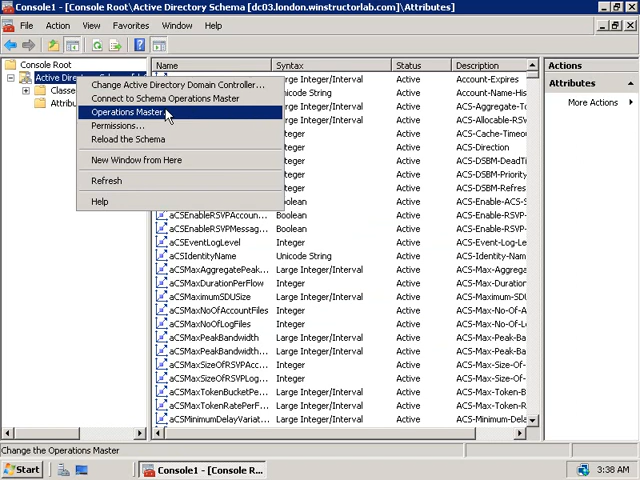 Console1 - [Console Root\Active Directory Schema [dc03.london.winstructorlab.com]\Attributes]
File Action View Favorites Window Help
Console Root
Active Directory Schema
Classe
Attribu
Change Active Directory Domain Controller...
Connect to Schema Operations Master
Operations Master...
Permissions...
Reload the Schema
New Window from Here
Refresh
Help
Name Syntax Status Description
Large Integer/Interval Active Account-Expires
Unicode String Active Account-Name-His
Large Integer/Interval Active ACS-Aggregate-To
Large Integer/Interval Active ACS-Allocable-RSV
Integer Active ACS-Cache-Timeou
Integer Active ACS-Direction
Integer Active ACS-DSBM-DeadTi
Integer Active ACS-DSBM-Priority
Integer Active ACS-DSBM-Refres
Boolean Active ACS-Enable-ACS-S
aCSEnableRSVPAccoun... Boolean Active ACS-Enable-RSVP-
aCSEnableRSVPMessag... Boolean Active ACS-Enable-RSVP-
aCSEventLogLevel Integer Active ACS-Event-Log-Lev
aCSIdentityName Unicode String Active ACS-Identity-Name
aCSMaxAggregatePeak... Large Integer/Interval Active ACS-Max-Aggregat
aCSMaxDurationPerFlow Integer Active ACS-Max-Duration-
aCSMaximumSDUSize Large Integer/Interval Active ACS-Maximum-SDU
aCSMaxNoOfAccountFiles Integer Active ACS-Max-No-Of-Ac
aCSMaxNoOfLogFiles Integer Active ACS-Max-No-Of-Lo
aCSMaxPeakBandwidth Large Integer/Interval Active ACS-Max-Peak-Ban
aCSMaxPeakBandwidth... Large Integer/Interval Active ACS-Max-Peak-Ban
aCSMaxSizeOfRSVPAcc... Integer Active ACS-Max-Size-Of-R
aCSMaxSizeOfRSVPLog... Integer Active ACS-Max-Size-Of-R
aCSMaxTokenBucketPe... Large Integer/Interval Active ACS-Max-Token-Bu
aCSMaxTokenRatePerF... Large Integer/Interval Active ACS-Max-Token-Ra
aCSMinimumDelayVariat... Large Integer/Interval Active ACS-Minimum-Dela
Actions
Attributes
More Actions
Change the Operations Master
Start
Console1 - [Console R...
3:38 AM